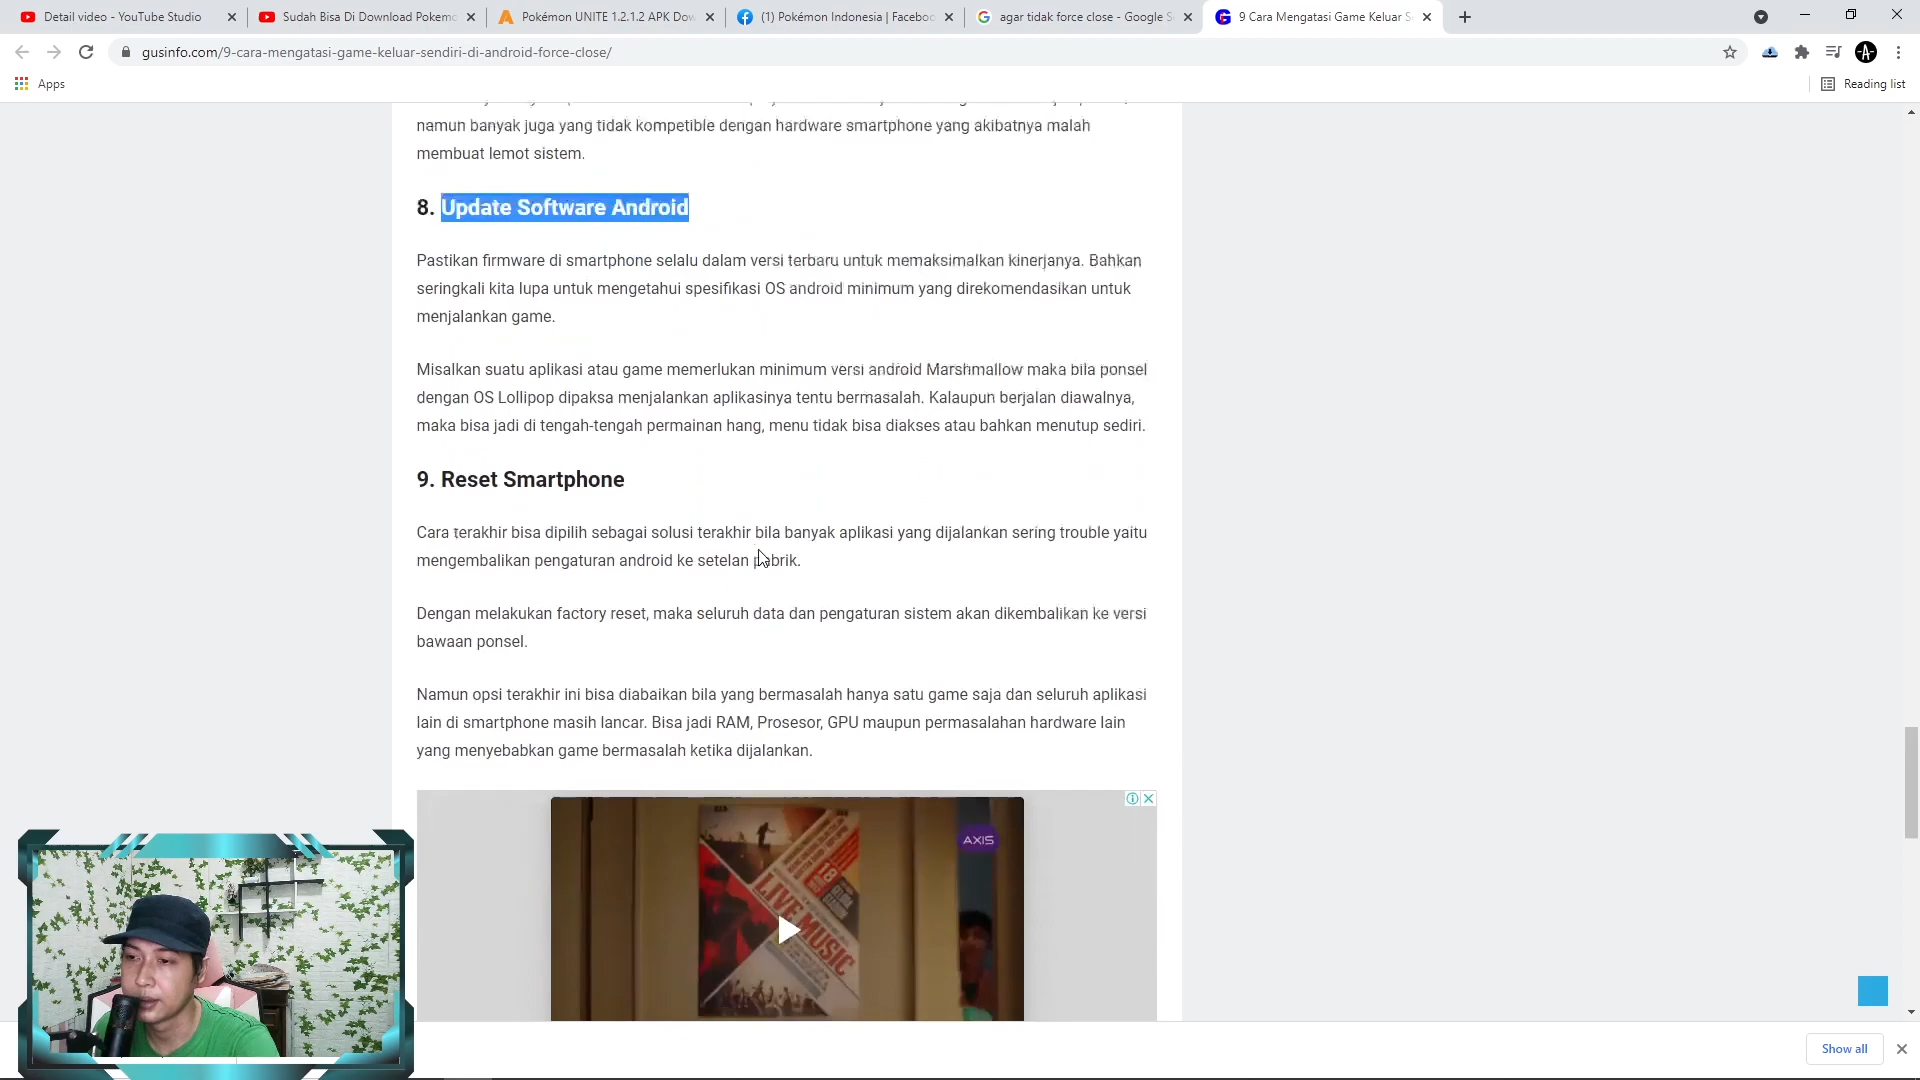 Detail video - YouTube Studio
Sudah Bisa Di Download Pokemo
Pokémon UNITE 1.2.1.2 APK Dow
(1) Pokémon Indonesia | Faceboo
agar tidak force close - Google S
9 Cara Mengatasi Game Keluar S
gusinfo.com/9-cara-mengatasi-game-keluar-sendiri-di-android-force-close/
Apps
Reading list
namun banyak juga yang tidak kompetible dengan hardware smartphone yang akibatnya malah
membuat lemot sistem.
8. Update Software Android
Pastikan firmware di smartphone selalu dalam versi terbaru untuk memaksimalkan kinerjanya. Bahkan
seringkali kita lupa untuk mengetahui spesifikasi OS android minimum yang direkomendasikan untuk
menjalankan game.
Misalkan suatu aplikasi atau game memerlukan minimum versi android Marshmallow maka bila ponsel
dengan OS Lollipop dipaksa menjalankan aplikasinya tentu bermasalah. Kalaupun berjalan diawalnya,
maka bisa jadi di tengah-tengah permainan hang, menu tidak bisa diakses atau bahkan menutup sediri.
9. Reset Smartphone
Cara terakhir bisa dipilih sebagai solusi terakhir bila banyak aplikasi yang dijalankan sering trouble yaitu
mengembalikan pengaturan android ke setelan pabrik.
Dengan melakukan factory reset, maka seluruh data dan pengaturan sistem akan dikembalikan ke versi
bawaan ponsel.
Namun opsi terakhir ini bisa diabaikan bila yang bermasalah hanya satu game saja dan seluruh aplikasi
lain di smartphone masih lancar. Bisa jadi RAM, Prosesor, GPU maupun permasalahan hardware lain
yang menyebabkan game bermasalah ketika dijalankan.
AXIS
18
LIVE MUSIC
Show all